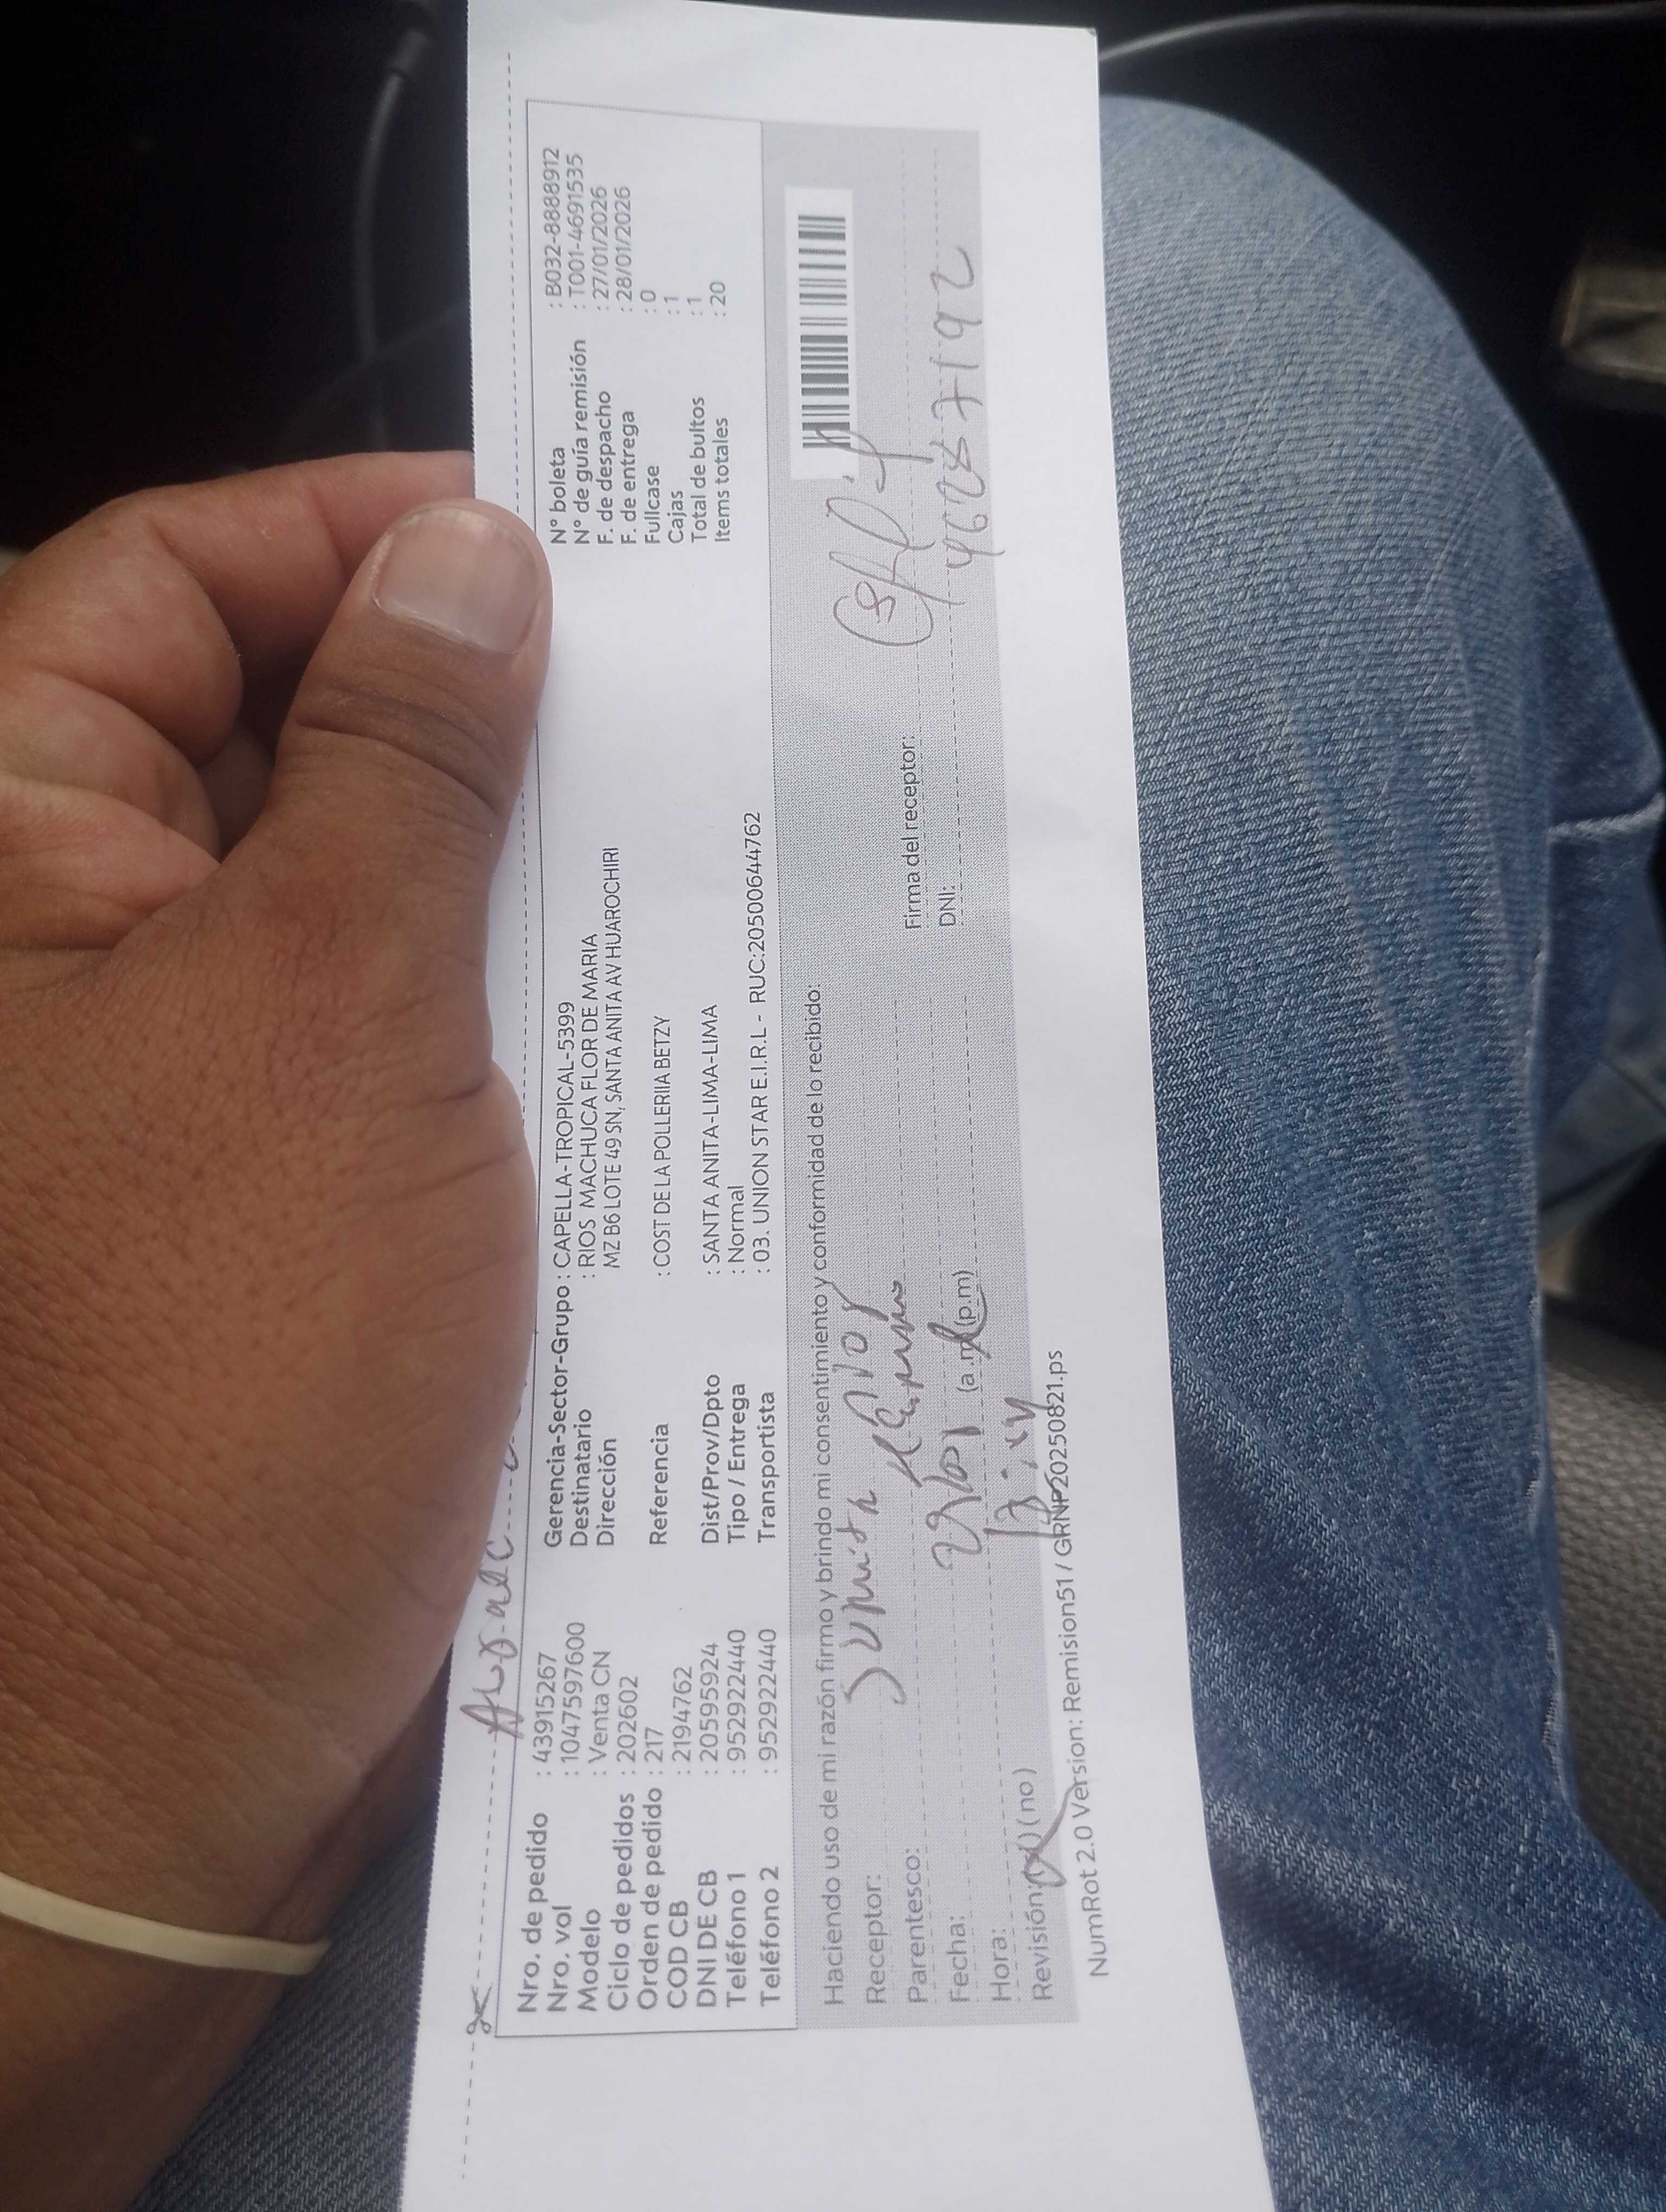 Nro. de pedido : 43915267
Nro. vol : 1047597600
Modelo : Venta CN
Ciclo de pedidos : 202602
Orden de pedido : 217
COD CB : 2194762
DNI DE CB : 20595924
Teléfono 1 : 952922440
Teléfono 2 : 952922440
Gerencia-Sector-Grupo : CAPELLA-TROPICAL-5399
Destinatario : RIOS MACHUCA FLOR DE MARIA
Dirección MZ B6 LOTE 49 SN, SANTA ANITA AV HUAROCHIRI
Referencia : COST DE LA POLLERIIA BETZY
Dist/Prov/Dpto : SANTA ANITA-LIMA-LIMA
Tipo / Entrega : Normal
Transportista : 03. UNION STAR E.I.R.L - RUC:20500644762
N° boleta : B032-8888912
N° de guía remisión : T001-4691535
F. de despacho : 27/01/2026
F. de entrega : 28/01/2026
Fullcase : 0
Cajas : 1
Total de bultos : 1
Items totales : 20
Haciendo uso de mi razón firmo y brindo mi consentimiento y conformidad de lo recibido:
Receptor:
Parentesco:
Fecha:
Hora: (p.m)
Revisión: (no)
Firma del receptor:
DNI:
NumRot 2.0 Version: Remision51 / GRNP20250821.ps